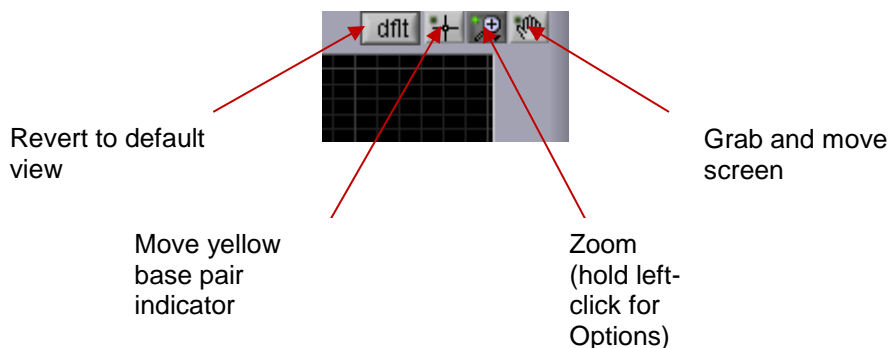 dflt
Revert to default
view
Grab and move
screen
Move yellow
base pair
indicator
Zoom
(hold left-
click for
Options)